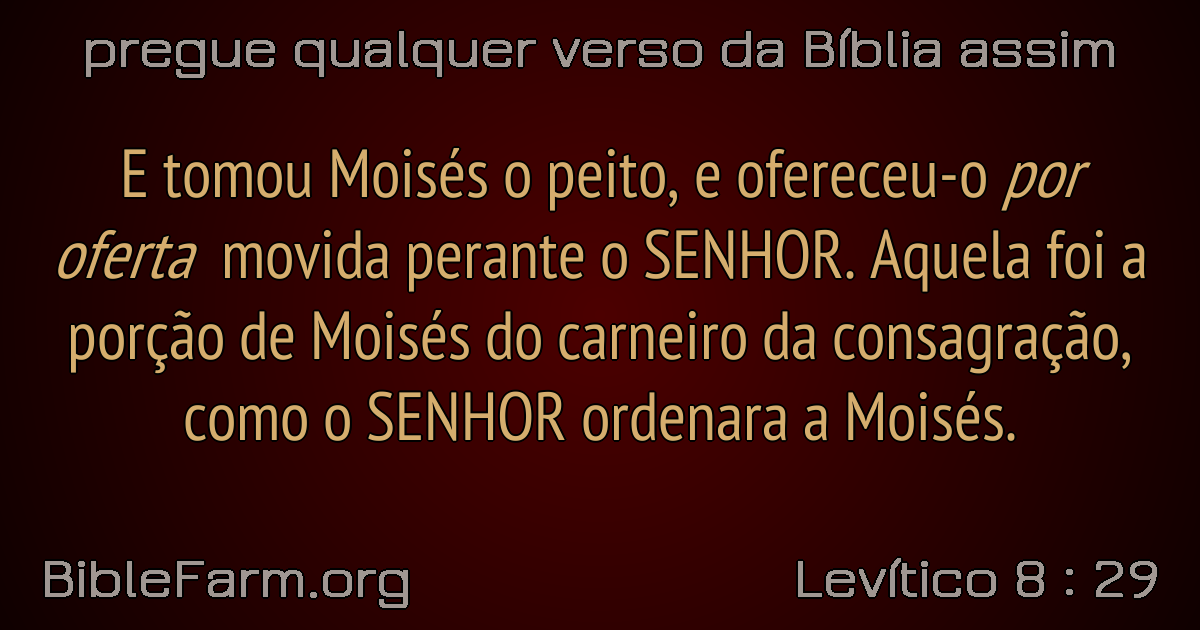 pregue qualquer verso da Bíblia assim
E tomou Moisés o peito, e ofereceu-o por
oferta movida perante o SENHOR. Aquela foi a
porção de Moisés do carneiro da consagração,
como o SENHOR ordenara a Moisés.
BibleFarm.org
Levítico 8 : 29